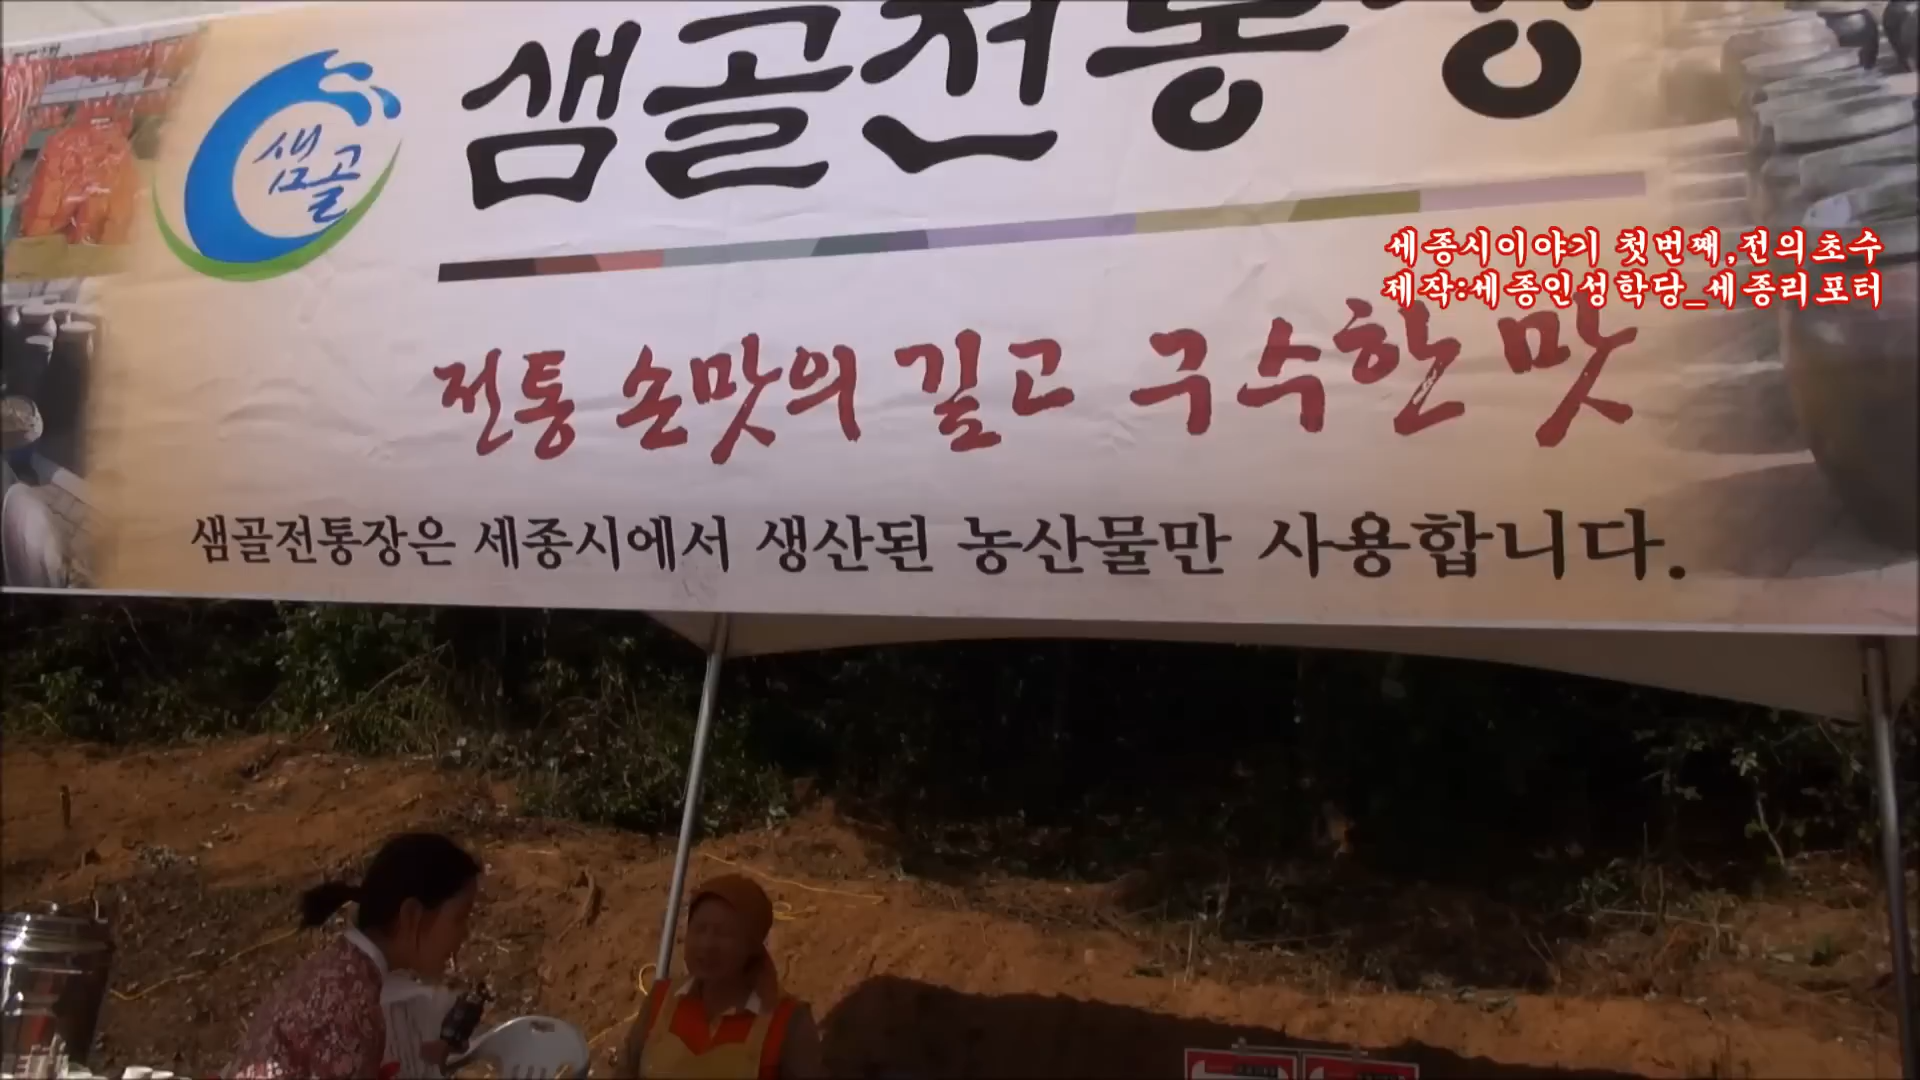 샘골전통장
샘골
세종시이야기 첫번째,전의초수
제작:세종인성학당_세종리포터
전통 손맛의 깊고 구수한 맛
샘골전통장은 세종시에서 생산된 농산물만 사용합니다.